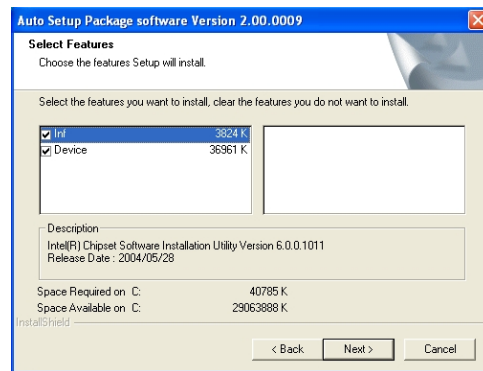 Auto Setup Package software Version 2.00.0009
Select Features
Choose the features Setup will install.
Select the features you want to install, clear the features you do not want to install.
Inf 3824 K
Device 36961 K
Description
Intel(R) Chipset Software Installation Utility Version 6.0.0.1011
Release Date : 2004/05/28
Space Required on C: 40785 K
Space Available on C: 29063888 K
InstallShield
< Back Next > Cancel